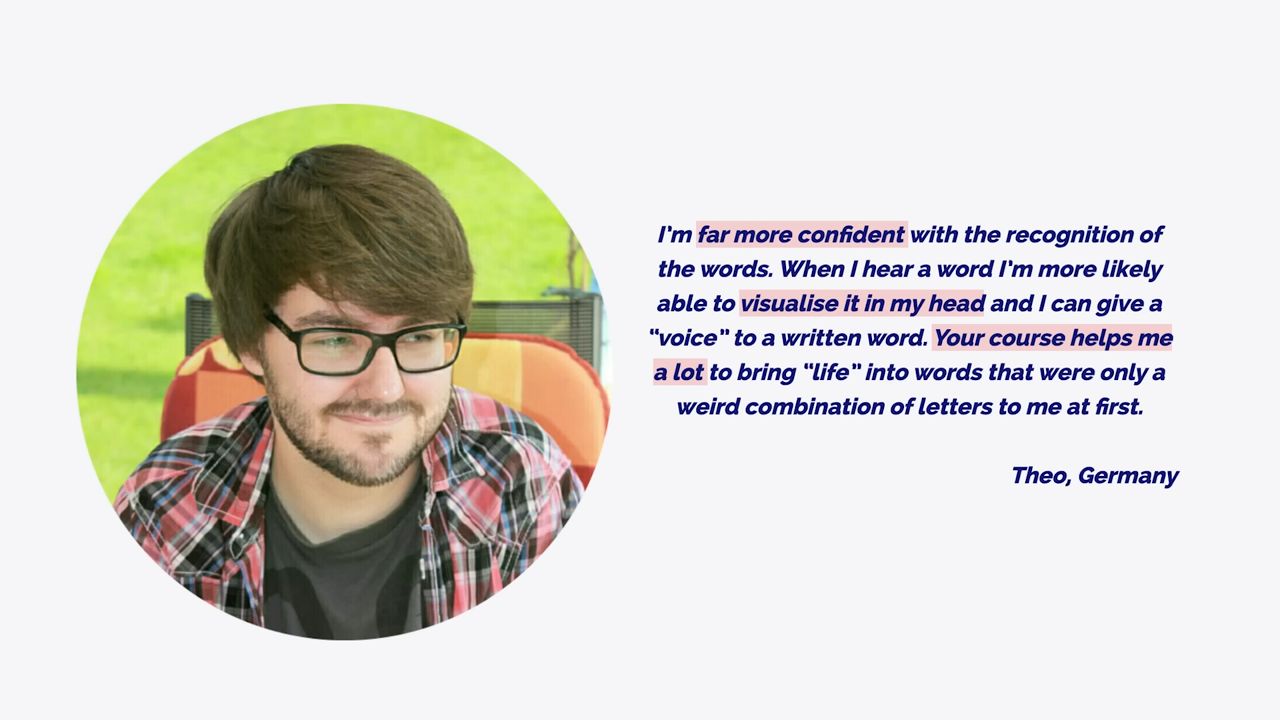 I'm far more confident with the recognition of
the words. When I hear a word I'm more likely
able to visualise it in my head and I can give a
“voice” to a written word. Your course helps me
a lot to bring “life” into words that were only a
weird combination of letters to me at first.
Theo, Germany